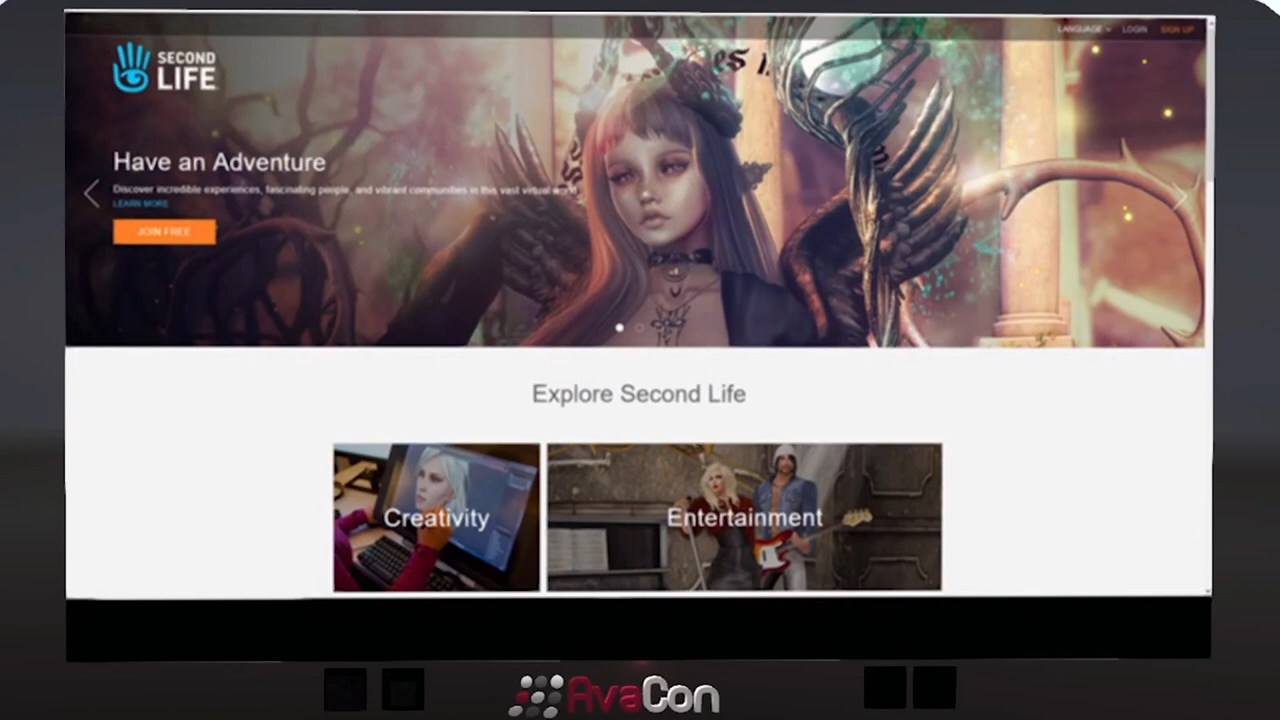 LANGUAGE
LOGIN
SIGN UP
SECOND
LIFE
Have an Adventure
Discover incredible experiences, fascinating people, and vibrant communities in this vast virtual world.
LEARN MORE
JOIN FREE
Explore Second Life
Creativity
Entertainment
AvaCon